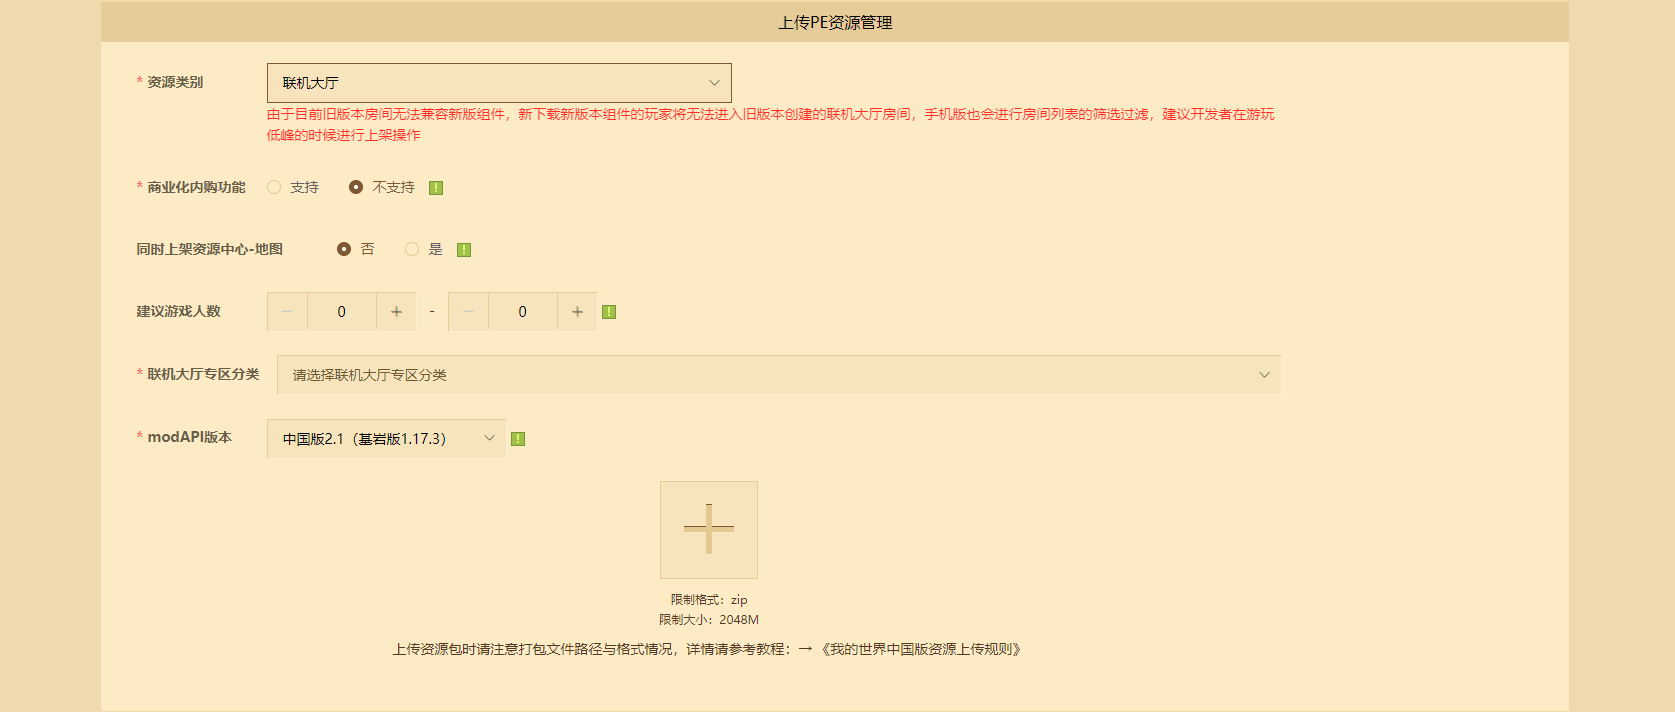 上传PE资源管理
* 资源类别 联机大厅
由于目前旧版本房间无法兼容新版组件，新下载新版本组件的玩家将无法进入旧版本创建的联机大厅房间，手机版也会进行房间列表的筛选过滤，建议开发者在游玩
低峰的时候进行上架操作
* 商业化内购功能 支持 不支持 !
同时上架资源中心-地图 否 是 !
建议游戏人数 − 0 + - − 0 + !
* 联机大厅专区分类 请选择联机大厅专区分类
* modAPI版本 中国版2.1（基岩版1.17.3） !
限制格式：zip
限制大小：2048M
上传资源包时请注意打包文件路径与格式情况，详情请参考教程：→ 《我的世界中国版资源上传规则》